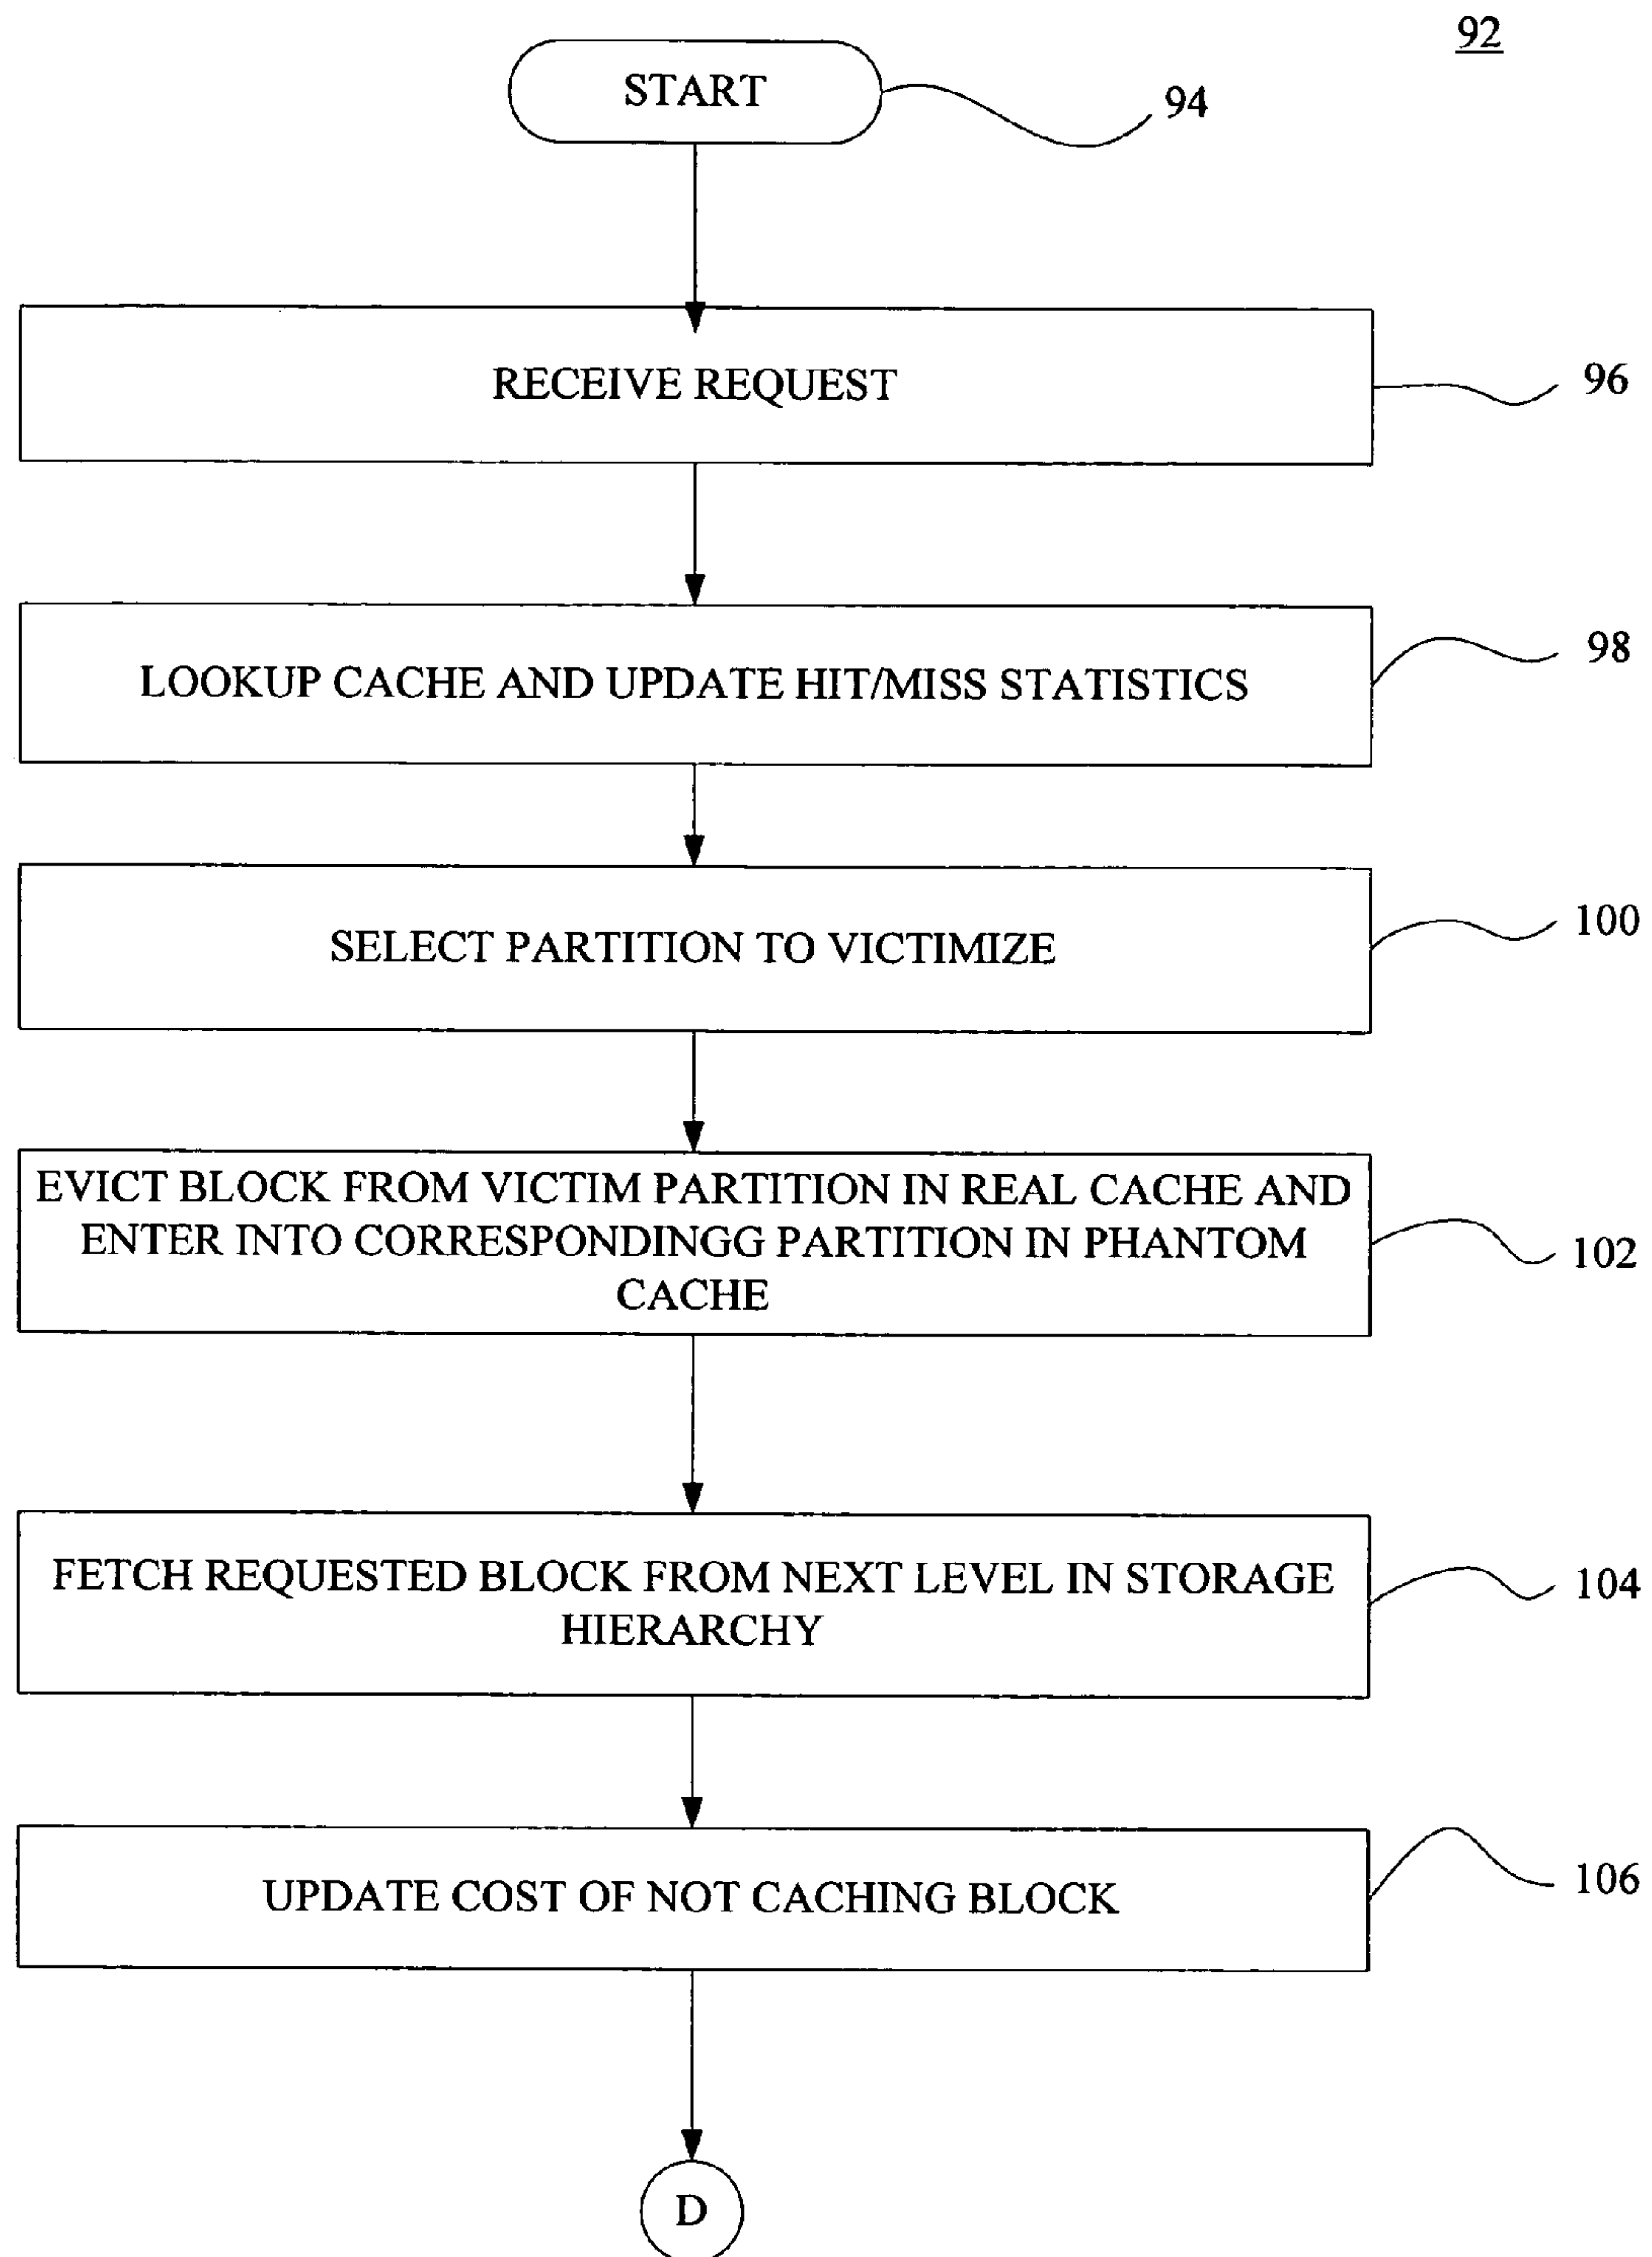 92
START
94
RECEIVE REQUEST
96
LOOKUP CACHE AND UPDATE HIT/MISS STATISTICS
98
SELECT PARTITION TO VICTIMIZE
100
EVICT BLOCK FROM VICTIM PARTITION IN REAL CACHE AND
ENTER INTO CORRESPONDINGG PARTITION IN PHANTOM
CACHE
102
FETCH REQUESTED BLOCK FROM NEXT LEVEL IN STORAGE
HIERARCHY
104
UPDATE COST OF NOT CACHING BLOCK
106
D